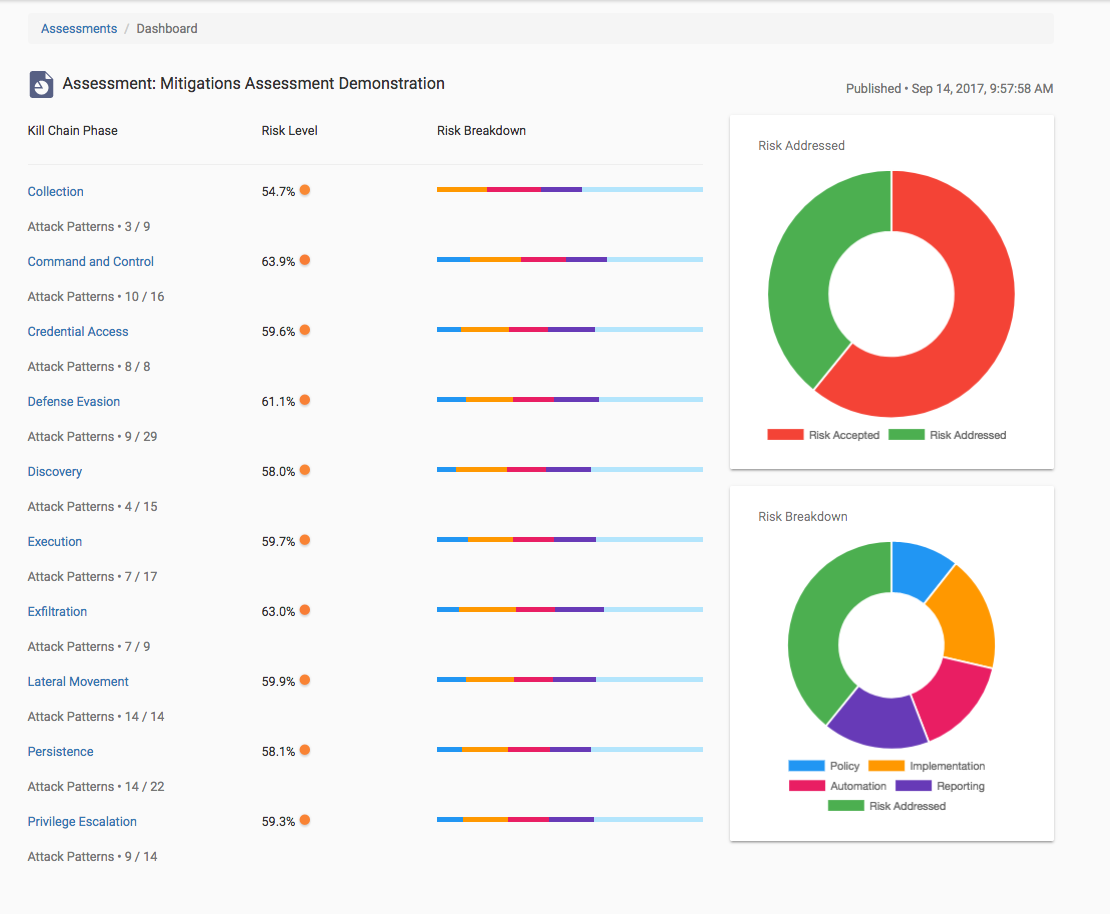 Assessments / Dashboard
Assessment: Mitigations Assessment Demonstration
Published • Sep 14, 2017, 9:57:58 AM
Kill Chain Phase Risk Level Risk Breakdown
Collection 54.7%
Attack Patterns • 3 / 9
Command and Control 63.9%
Attack Patterns • 10 / 16
Credential Access 59.6%
Attack Patterns • 8 / 8
Defense Evasion 61.1%
Attack Patterns • 9 / 29
Discovery 58.0%
Attack Patterns • 4 / 15
Execution 59.7%
Attack Patterns • 7 / 17
Exfiltration 63.0%
Attack Patterns • 7 / 9
Lateral Movement 59.9%
Attack Patterns • 14 / 14
Persistence 58.1%
Attack Patterns • 14 / 22
Privilege Escalation 59.3%
Attack Patterns • 9 / 14
Risk Addressed
Risk Accepted Risk Addressed
Risk Breakdown
Policy Implementation
Automation Reporting
Risk Addressed